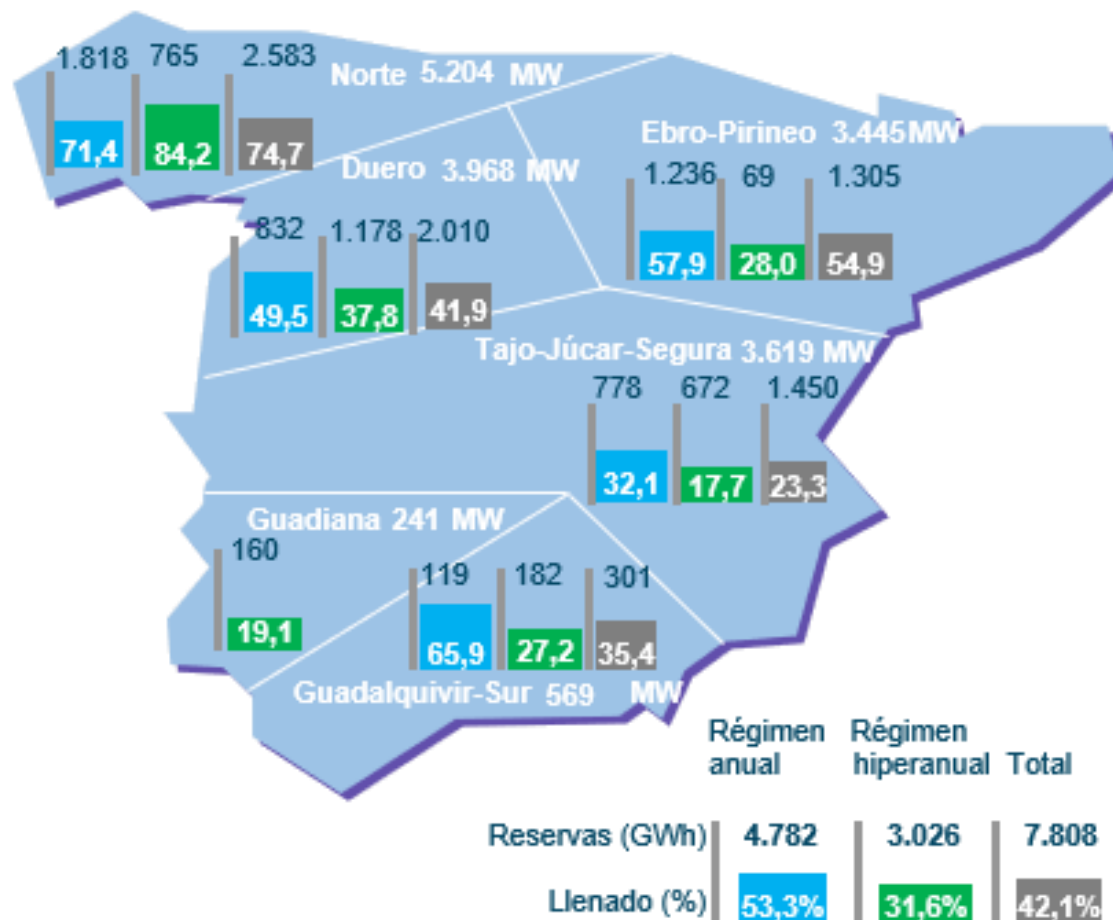 1.818 765 2.583
Norte 5.204 MW
71,4 84,2 74,7
Ebro-Pirineo 3.445 MW
1.236 69 1.305
57,9 28,0 54,9
Duero 3.968 MW
832 1.178 2.010
49,5 37,8 41,9
Tajo-Júcar-Segura 3.619 MW
778 672 1.450
32,1 17,7 23,3
Guadiana 241 MW
160
19,1
119 182 301
65,9 27,2 35,4
Guadalquivir-Sur 569 MW
Régimen Régimen
anual hiperanual Total
Reservas (GWh) 4.782 3.026 7.808
Llenado (%) 53,3% 31,6% 42,1%